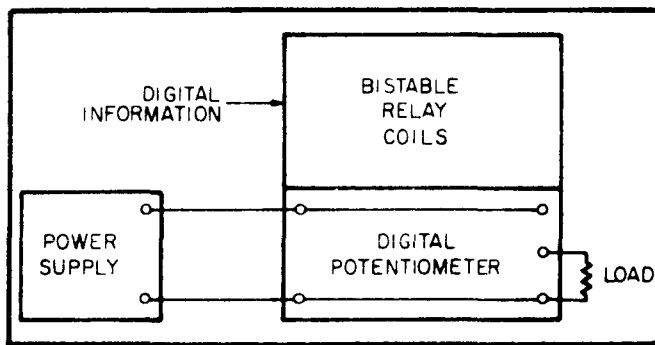 DIGITAL
INFORMATION
BISTABLE
RELAY
COILS
POWER
SUPPLY
DIGITAL
POTENTIOMETER
LOAD